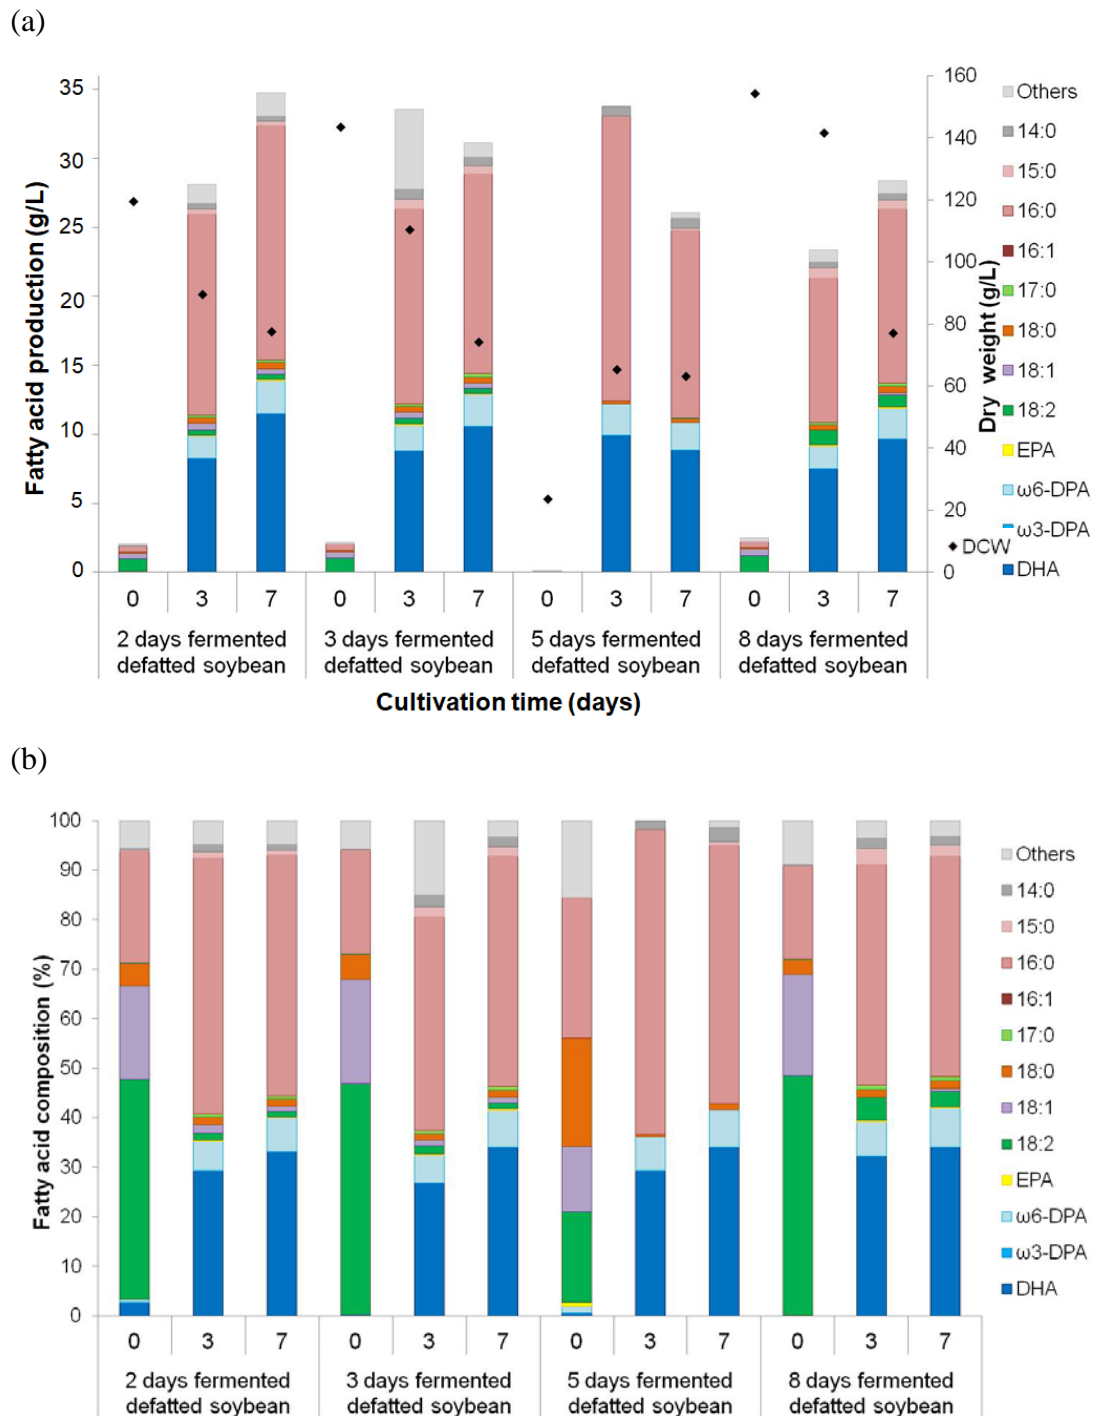 (a)
Fatty acid production (g/L)
35
30
25
20
15
10
5
0
160
140
120
100
80
60
40
20
0
Dry weight (g/L)
Others
14:0
15:0
16:0
16:1
17:0
18:0
18:1
18:2
EPA
ω6-DPA
ω3-DPA
DCW
DHA
0 3 7 0 3 7 0 3 7 0 3 7
2 days fermented 3 days fermented 5 days fermented 8 days fermented
defatted soybean defatted soybean defatted soybean defatted soybean
Cultivation time (days)
(b)
Fatty acid composition (%)
100
90
80
70
60
50
40
30
20
10
0
Others
14:0
15:0
16:0
16:1
17:0
18:0
18:1
18:2
EPA
ω6-DPA
ω3-DPA
DHA
0 3 7 0 3 7 0 3 7 0 3 7
2 days fermented 3 days fermented 5 days fermented 8 days fermented
defatted soybean defatted soybean defatted soybean defatted soybean